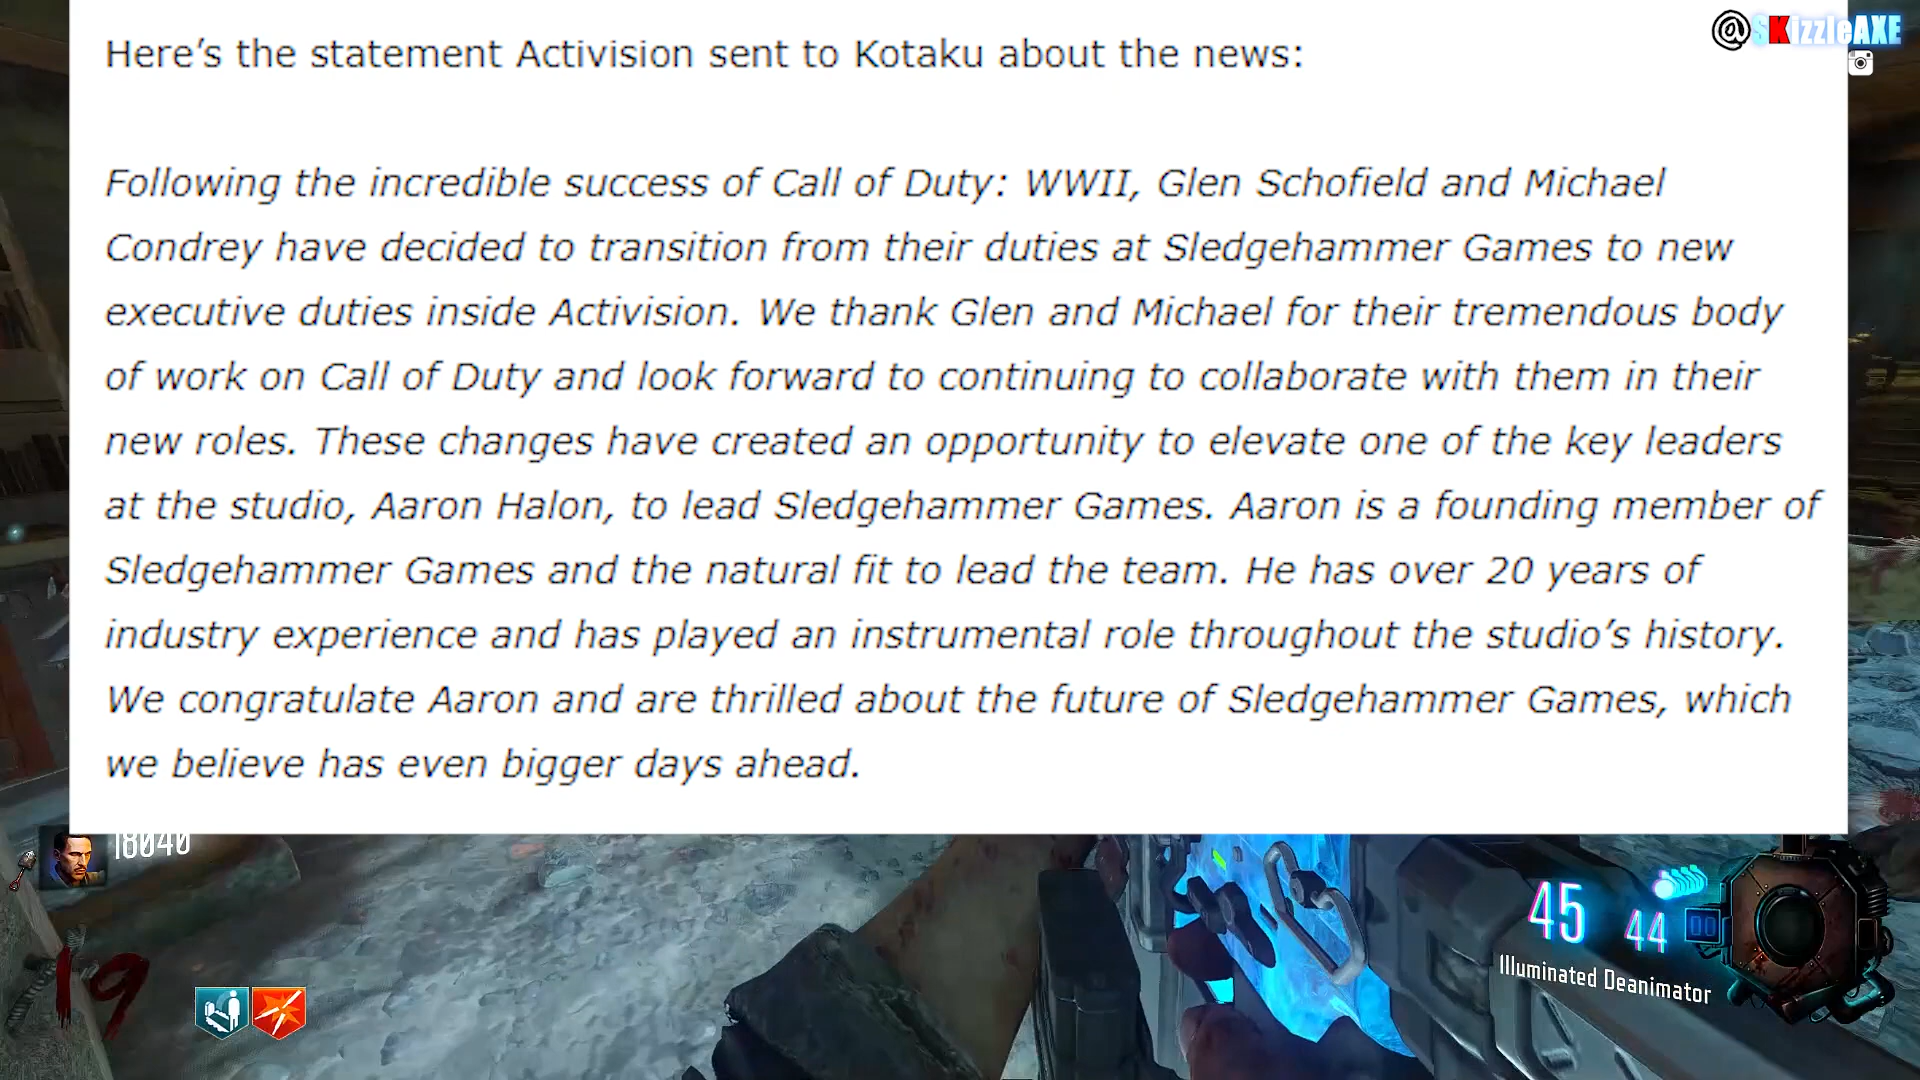 @SKizzleAXE
Here’s the statement Activision sent to Kotaku about the news:
Following the incredible success of Call of Duty: WWII, Glen Schofield and Michael
Condrey have decided to transition from their duties at Sledgehammer Games to new
executive duties inside Activision. We thank Glen and Michael for their tremendous body
of work on Call of Duty and look forward to continuing to collaborate with them in their
new roles. These changes have created an opportunity to elevate one of the key leaders
at the studio, Aaron Halon, to lead Sledgehammer Games. Aaron is a founding member of
Sledgehammer Games and the natural fit to lead the team. He has over 20 years of
industry experience and has played an instrumental role throughout the studio’s history.
We congratulate Aaron and are thrilled about the future of Sledgehammer Games, which
we believe has even bigger days ahead.
18040
45 44
Illuminated Deanimator
19